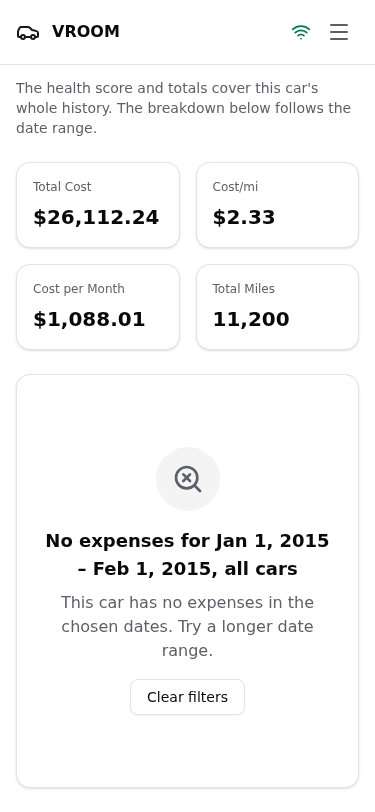 VROOM
The health score and totals cover this car's
whole history. The breakdown below follows the
date range.
Total Cost
$26,112.24
Cost/mi
$2.33
Cost per Month
$1,088.01
Total Miles
11,200
No expenses for Jan 1, 2015
– Feb 1, 2015, all cars
This car has no expenses in the
chosen dates. Try a longer date
range.
Clear filters